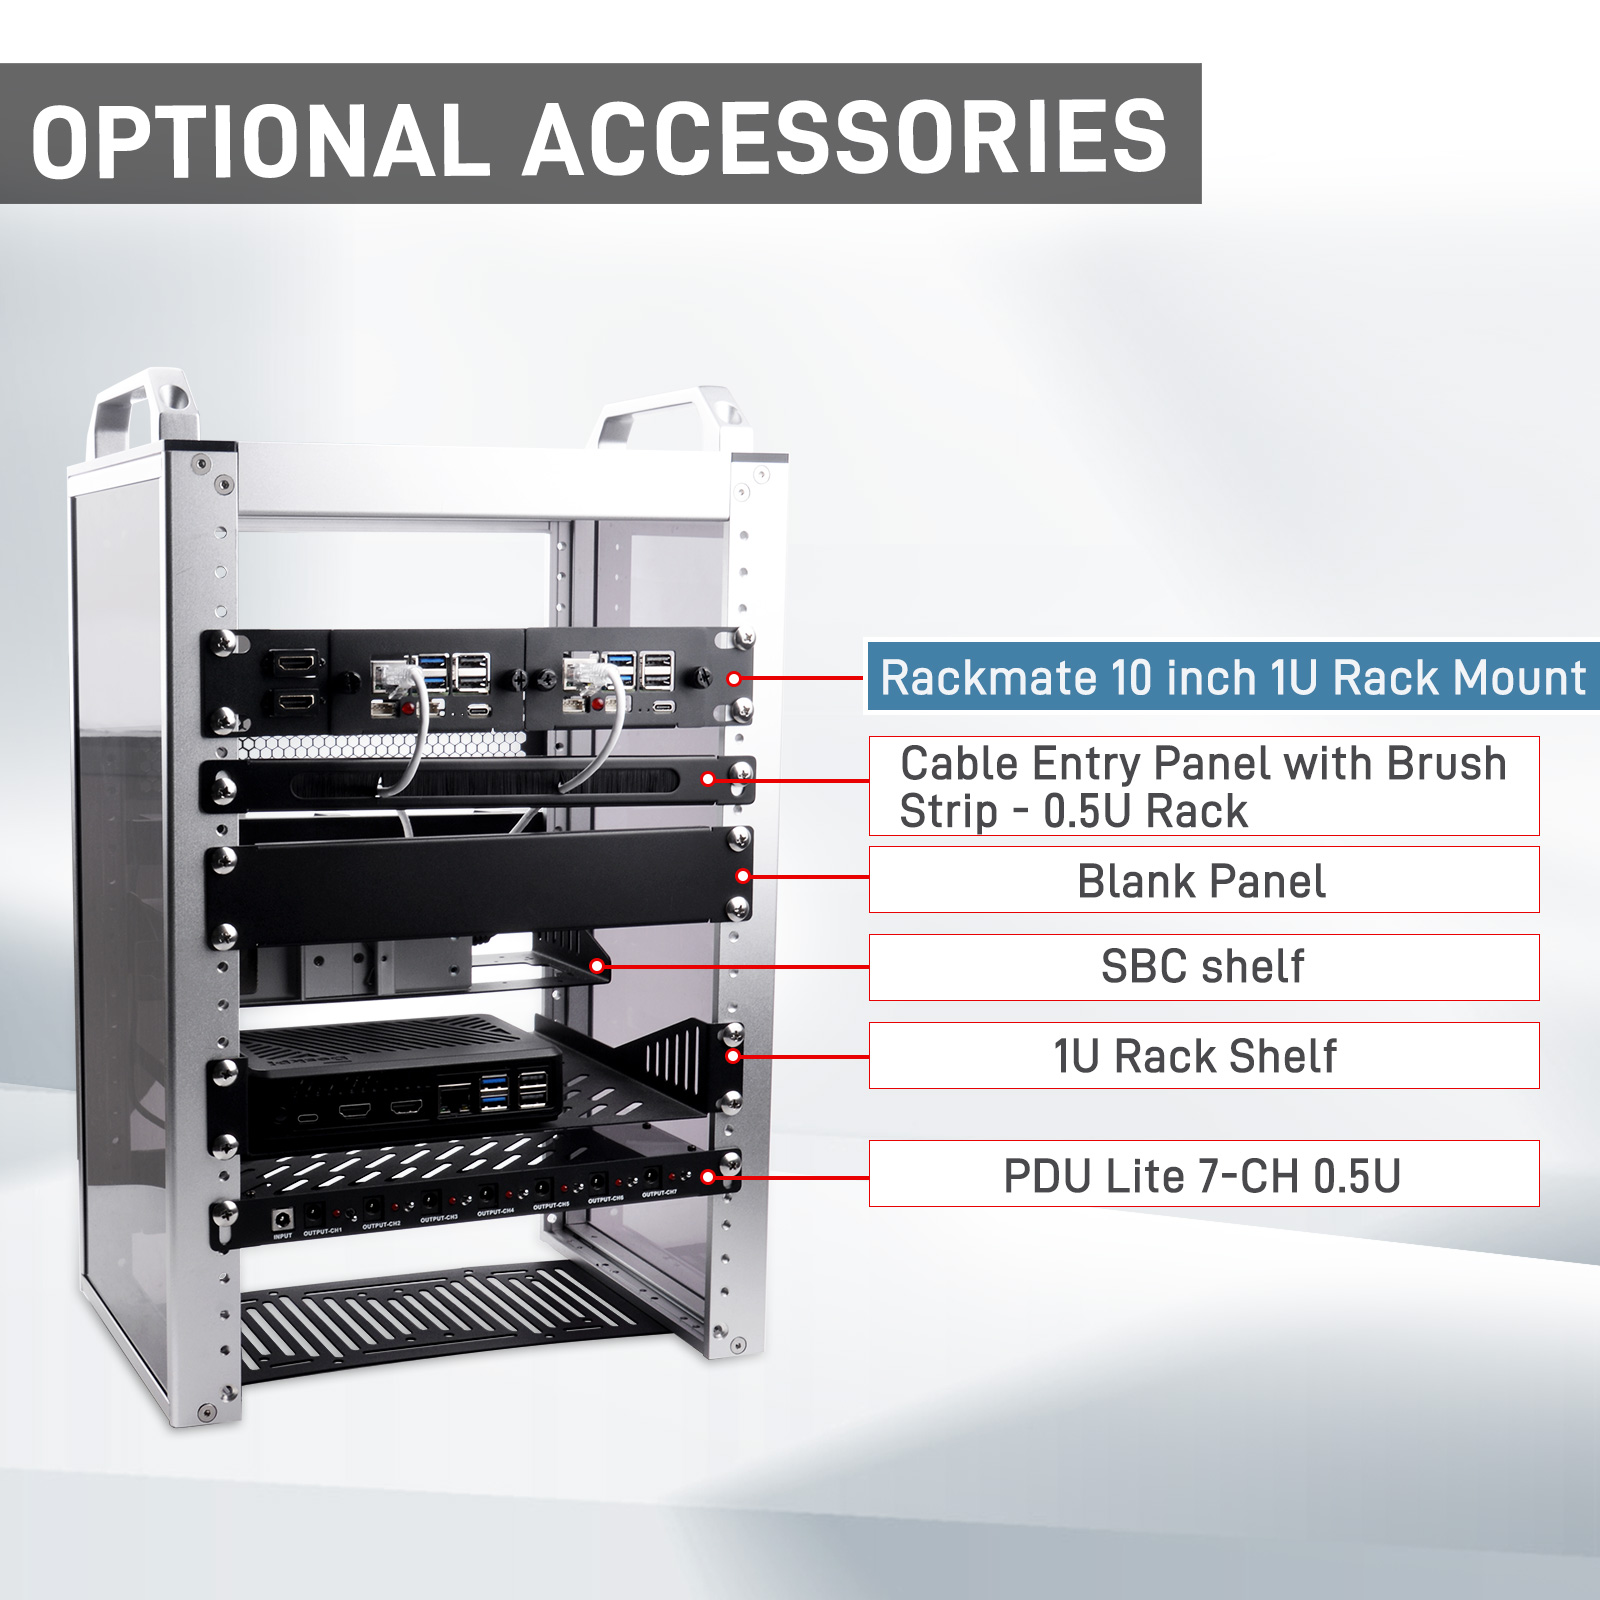 OPTIONAL ACCESSORIES
Rackmate 10 inch 1U Rack Mount
Cable Entry Panel with Brush
Strip - 0.5U Rack
Blank Panel
SBC shelf
1U Rack Shelf
PDU Lite 7-CH 0.5U
INPUT
OUTPUT-CH1
OUTPUT-CH2
OUTPUT-CH3
OUTPUT-CH4
OUTPUT-CH5
OUTPUT-CH6
OUTPUT-CH7